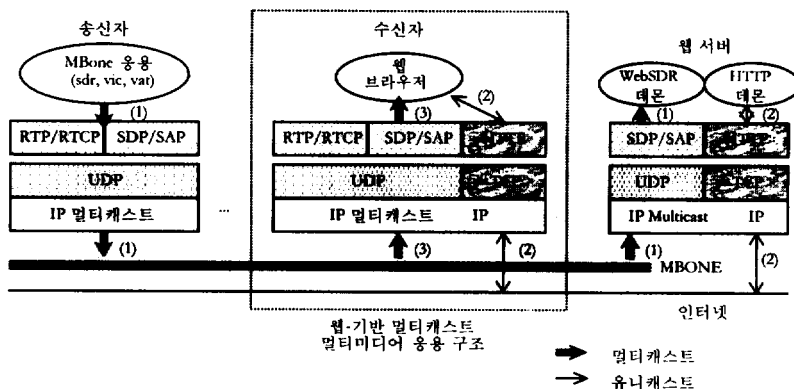 송신자
MBone 응용
(sdr, vic, vat)
(1)
RTP/RTCP
SDP/SAP
UDP
IP 멀티캐스트
(1)
...
수신자
웹
브라우저
(2)
(3)
RTP/RTCP
SDP/SAP
UDP
IP 멀티캐스트
IP
(3)
(2)
웹-기반 멀티캐스트
멀티미디어 응용 구조
웹 서버
WebSDR
데몬
HTTP
데몬
(1)
(2)
SDP/SAP
UDP
IP Multicast
IP
(1)
(2)
MBONE
인터넷
멀티캐스트
유니캐스트